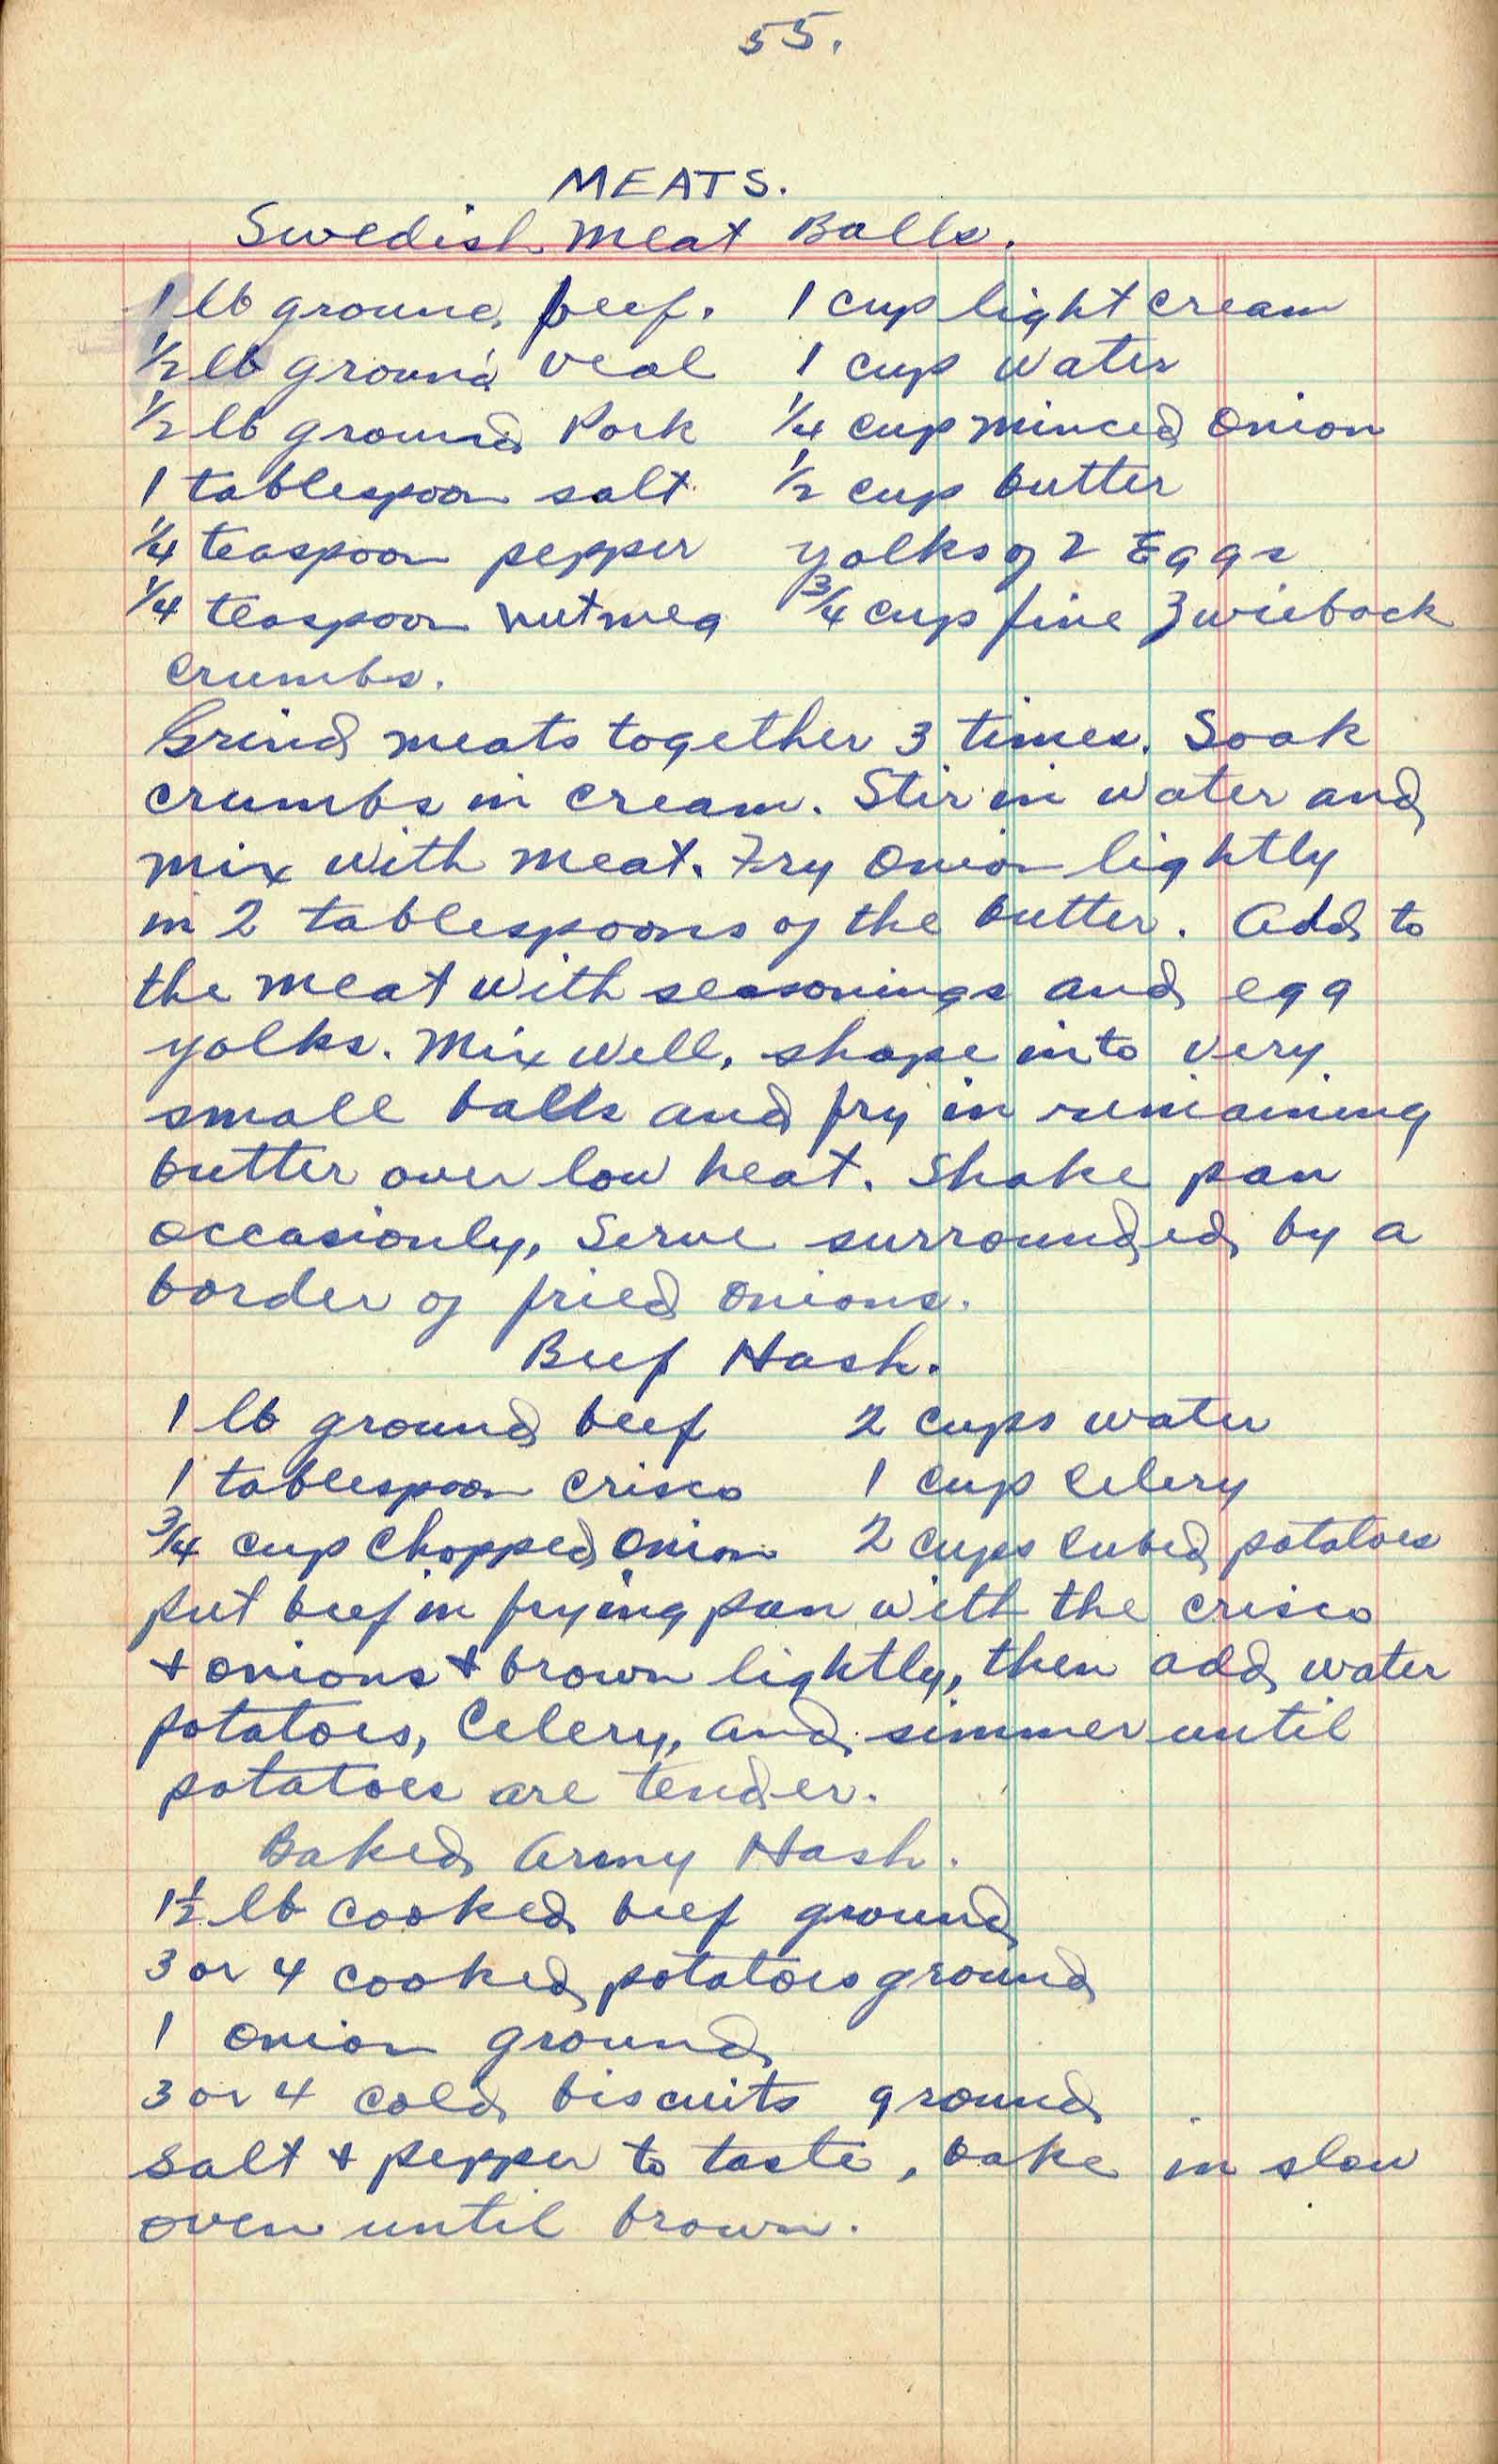 55.
MEATS.
Swedish Meat Balls.
1 lb ground beef. 1 cup light cream
1/2 lb ground veal 1 cup water
1/2 lb ground Pork 1/4 cup minced onion
1 tablespoon salt 1/2 cup butter
1/4 teaspoon pepper yolks of 2 Eggs
1/4 teaspoon nutmeg 3/4 cup fine Zwieback
crumbs.
Grind meats together 3 times. Soak
crumbs in cream. Stir in water and
mix with meat. Fry onion lightly
in 2 tablespoons of the butter. Add to
the meat with seasonings and egg
yolks. Mix well, shape into very
small balls and fry in remaining
butter over low heat. Shake pan
occasionly, Serve surrounded by a
border of fried onions.
Beef Hash.
1 lb ground beef 2 cups water
1 tablespoon crisco 1 cup celery
3/4 cup chopped onion 2 cups cubed potatoes
put beef in frying pan with the crisco
+ onions + brown lightly, then add water
potatoes, Celery, and simmer until
potatoes are tender.
Baked Army Hash.
1 1/2 lb cooked beef ground
3 or 4 cooked potatoes ground
1 onion ground
3 or 4 cold biscuits ground
salt + pepper to taste, bake in slow
oven until brown.